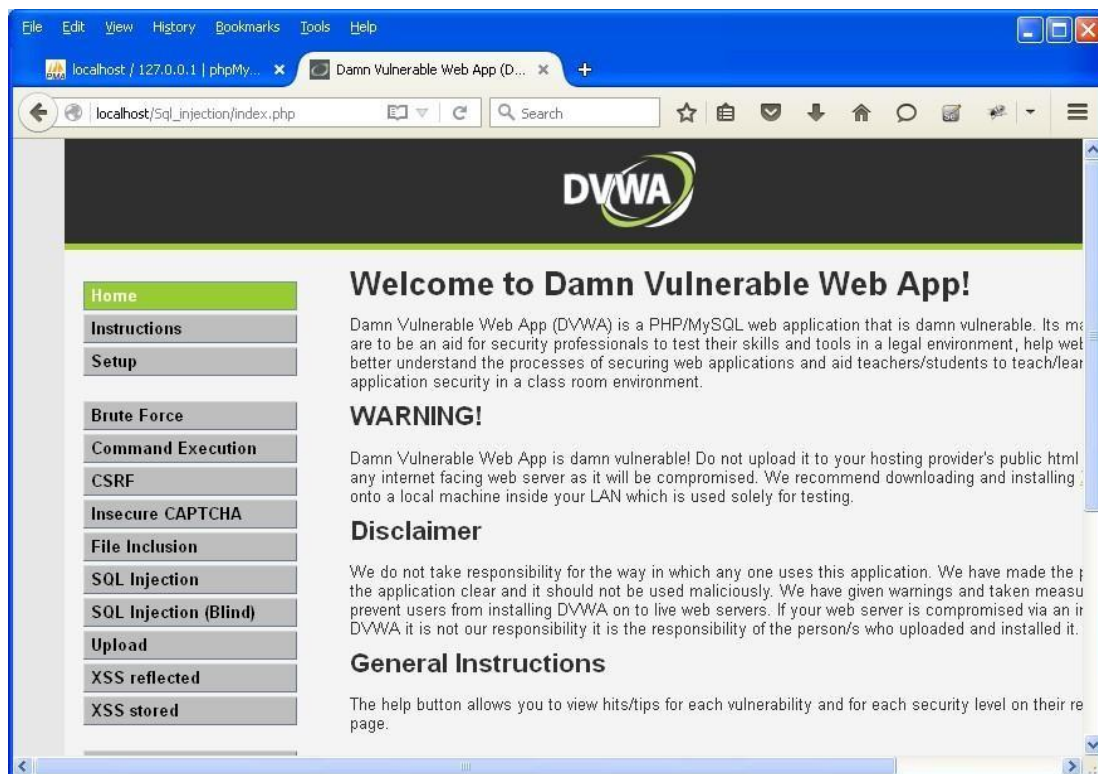 File Edit View History Bookmarks Tools Help
PMA localhost / 127.0.0.1 | phpMy... Damn Vulnerable Web App (D...
localhost/Sql_injection/index.php Search
DVWA
Home
Instructions
Setup
Brute Force
Command Execution
CSRF
Insecure CAPTCHA
File Inclusion
SQL Injection
SQL Injection (Blind)
Upload
XSS reflected
XSS stored
Welcome to Damn Vulnerable Web App!
Damn Vulnerable Web App (DVWA) is a PHP/MySQL web application that is damn vulnerable. Its ma
are to be an aid for security professionals to test their skills and tools in a legal environment, help web
better understand the processes of securing web applications and aid teachers/students to teach/lear
application security in a class room environment.
WARNING!
Damn Vulnerable Web App is damn vulnerable! Do not upload it to your hosting provider's public html
any internet facing web server as it will be compromised. We recommend downloading and installing
onto a local machine inside your LAN which is used solely for testing.
Disclaimer
We do not take responsibility for the way in which any one uses this application. We have made the p
the application clear and it should not be used maliciously. We have given warnings and taken measu
prevent users from installing DVWA on to live web servers. If your web server is compromised via an in
DVWA it is not our responsibility it is the responsibility of the person/s who uploaded and installed it.
General Instructions
The help button allows you to view hits/tips for each vulnerability and for each security level on their re
page.